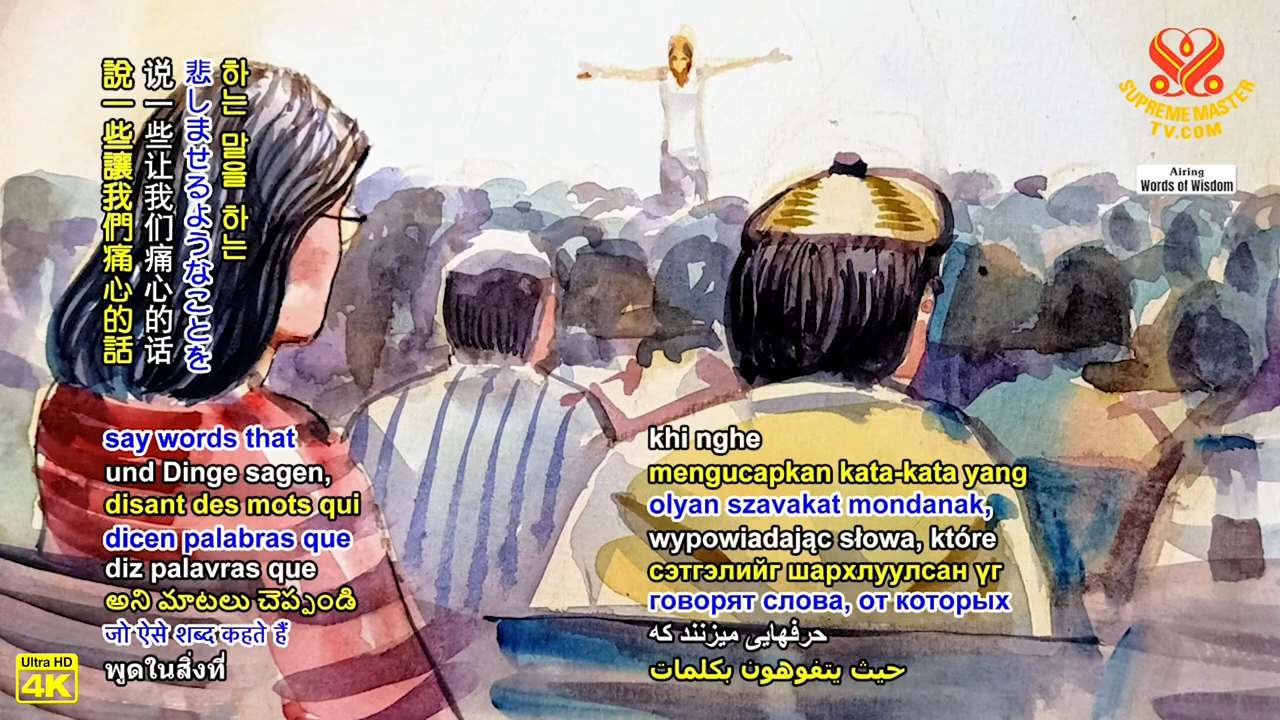 하는 말을 하는
悲しませるようなことを
说一些让我们痛心的话
說一些讓我們痛心的話
SUPREME MASTER
TV.COM
Airing
Words of Wisdom
say words that
und Dinge sagen,
disant des mots qui
dicen palabras que
diz palavras que
అని మాటలు చెప్పండి
जो ऐसे शब्द कहते हैं
พูดในสิ่งที่
khi nghe
mengucapkan kata-kata yang
olyan szavakat mondanak,
wypowiadając słowa, które
сэтгэлийг шархлуулсан үг
говорят слова, от которых
حرفهایی میزنند که
حيث يتفوهون بكلمات
Ultra HD
4K